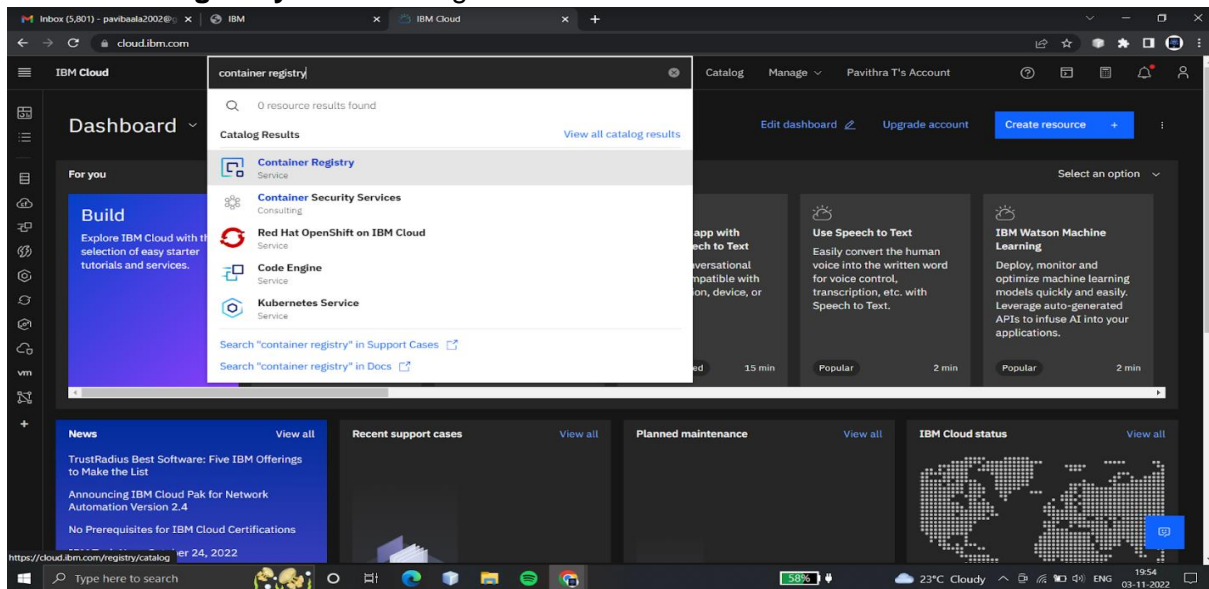 Inbox (5,801) - pavibaala2002@g
IBM
IBM Cloud
cloud.ibm.com
IBM Cloud
container registry
Catalog
Manage
Pavithra T's Account
0 resource results found
Catalog Results
View all catalog results
Container Registry
Service
Container Security Services
Consulting
Red Hat OpenShift on IBM Cloud
Service
Code Engine
Service
Kubernetes Service
Service
Search "container registry" in Support Cases
Search "container registry" in Docs
Dashboard
Edit dashboard
Upgrade account
Create resource +
For you
Select an option
Build
Explore IBM Cloud with th
selection of easy starter
tutorials and services.
app with
ech to Text
versational
mpatible with
ion, device, or
ed
15 min
Use Speech to Text
Easily convert the human
voice into the written word
for voice control,
transcription, etc. with
Speech to Text.
Popular
2 min
IBM Watson Machine
Learning
Deploy, monitor and
optimize machine learning
models quickly and easily.
Leverage auto-generated
APIs to infuse AI into your
applications.
Popular
2 min
vm
News
View all
TrustRadius Best Software: Five IBM Offerings
to Make the List
Announcing IBM Cloud Pak for Network
Automation Version 2.4
No Prerequisites for IBM Cloud Certifications
er 24, 2022
Recent support cases
View all
Planned maintenance
View all
IBM Cloud status
View all
https://cloud.ibm.com/registry/catalog
Type here to search
58%
23°C Cloudy
ENG
19:54
03-11-2022